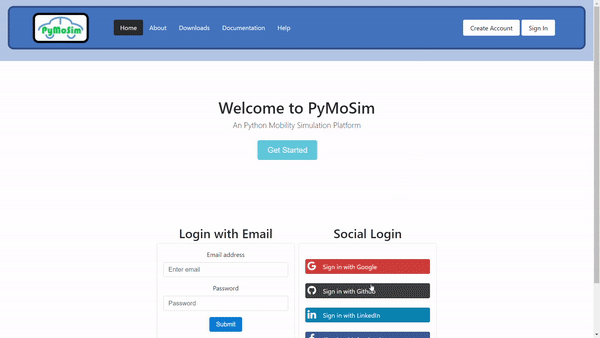 PyMoSim
Home About Downloads Documentation Help Create Account Sign In
Welcome to PyMoSim
An Python Mobility Simulation Platform
Get Started
Login with Email
Social Login
Email address
Enter email
Sign in with Google
Password
Sign in with Github
Password
Sign in with LinkedIn
Submit